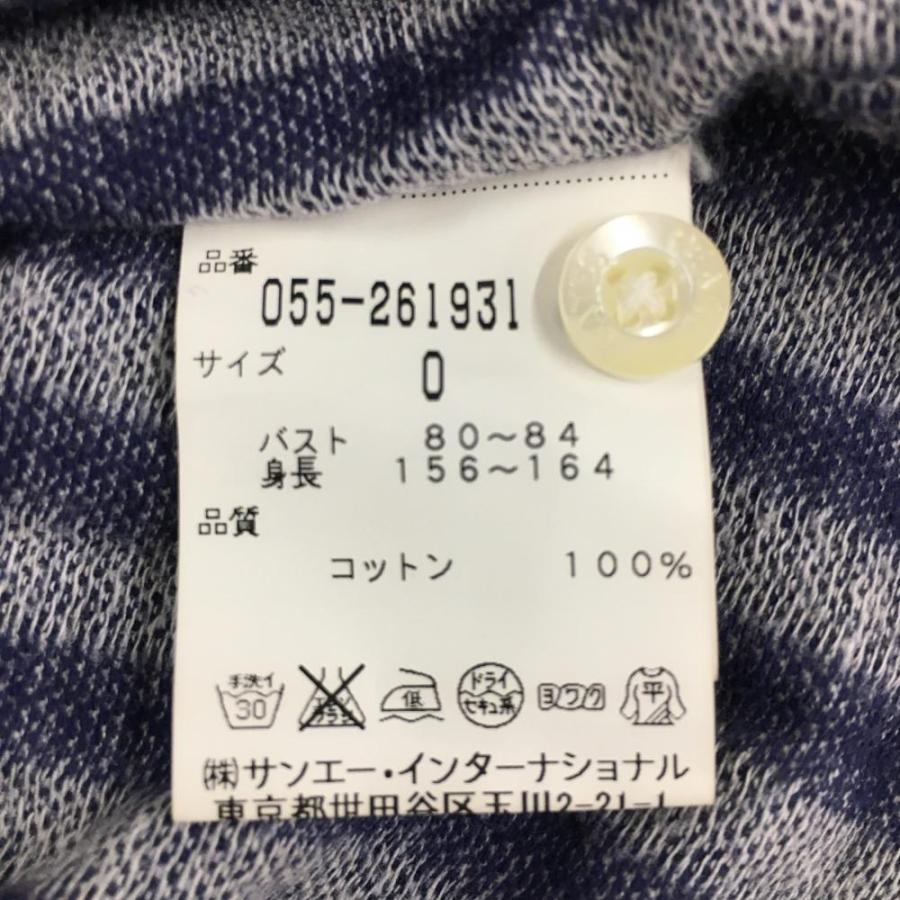 品番
055-261931
サイズ 0
バスト 80～84
身長 156～164
品質
コットン 100%
手洗イ 30 低 ドライ セキユ系 ヨワク 平
㈱サンエー・インターナショナル
東京都世田谷区玉川2-21-1